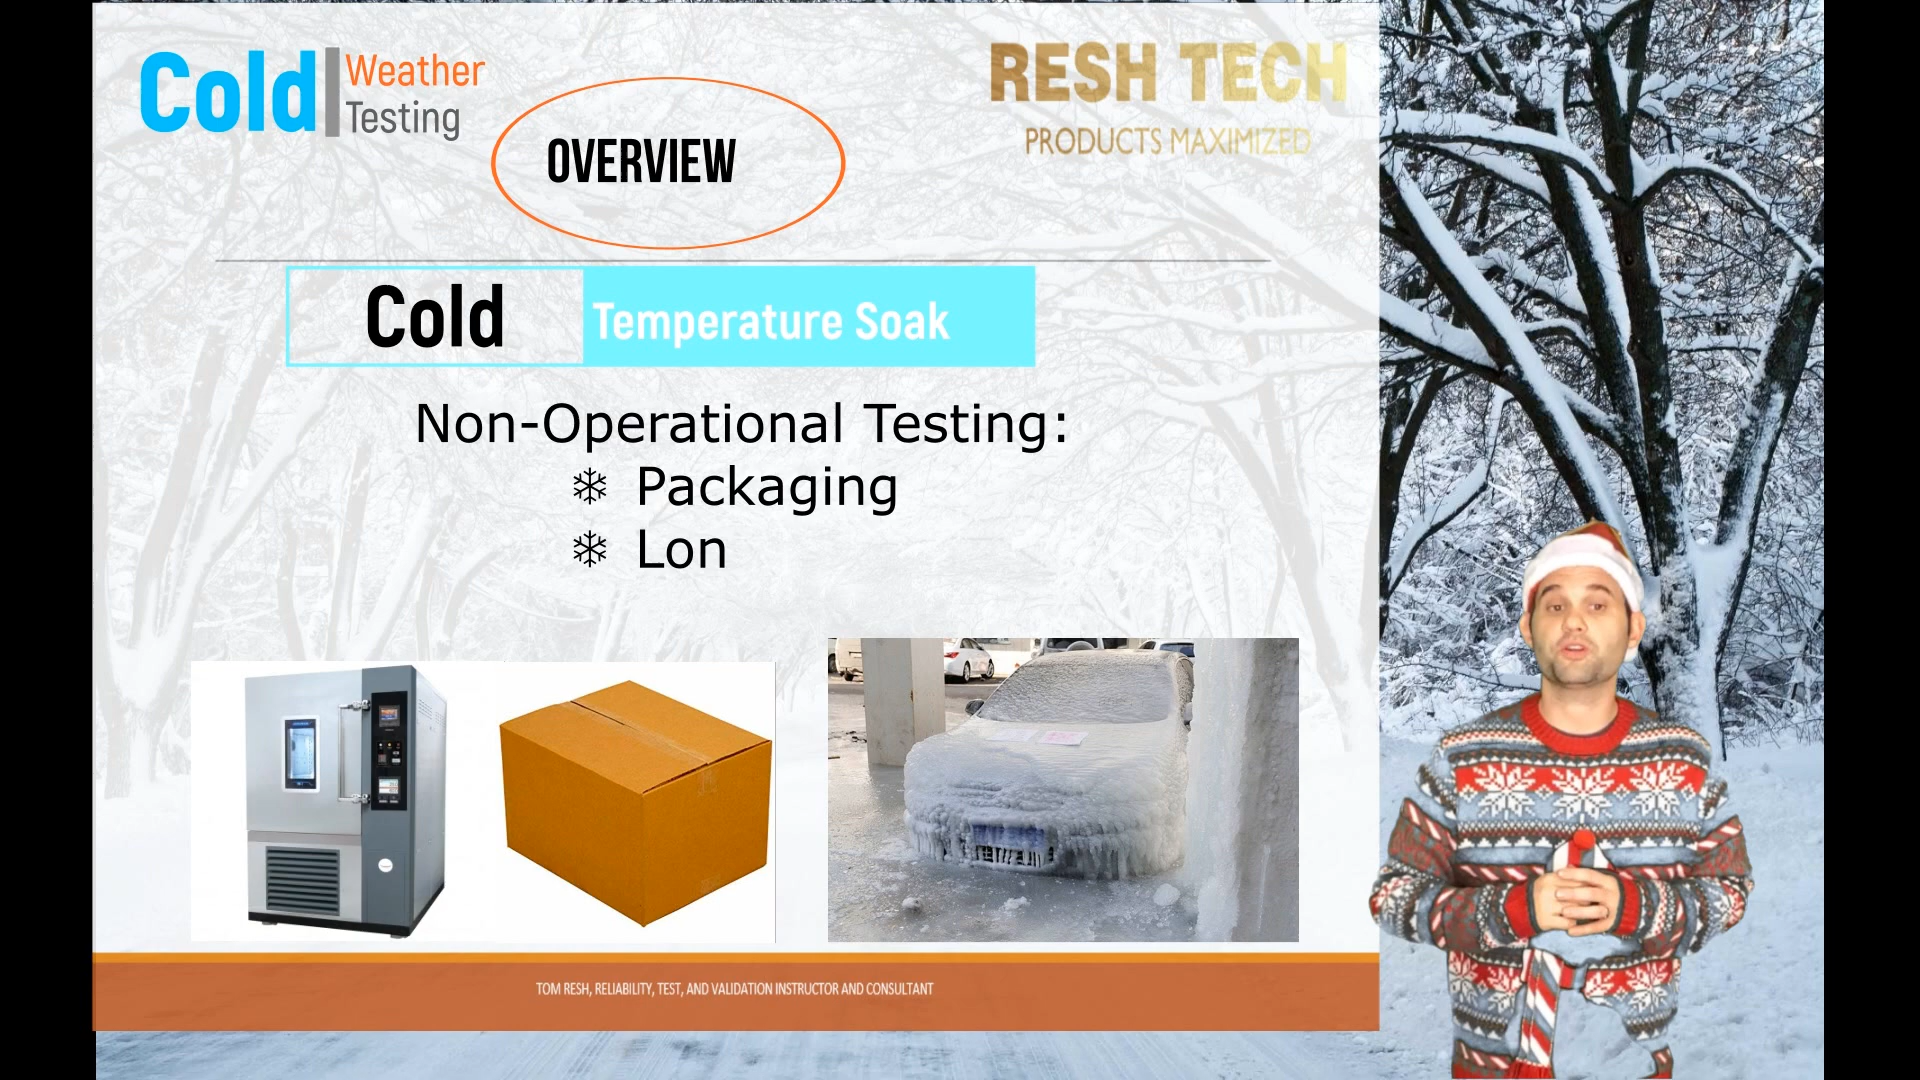 Cold Weather
Testing
RESH TECH
PRODUCTS MAXIMIZED
OVERVIEW
Cold Temperature Soak
Non-Operational Testing:
❄ Packaging
❄ Lon
TOM RESH, RELIABILITY, TEST, AND VALIDATION INSTRUCTOR AND CONSULTANT